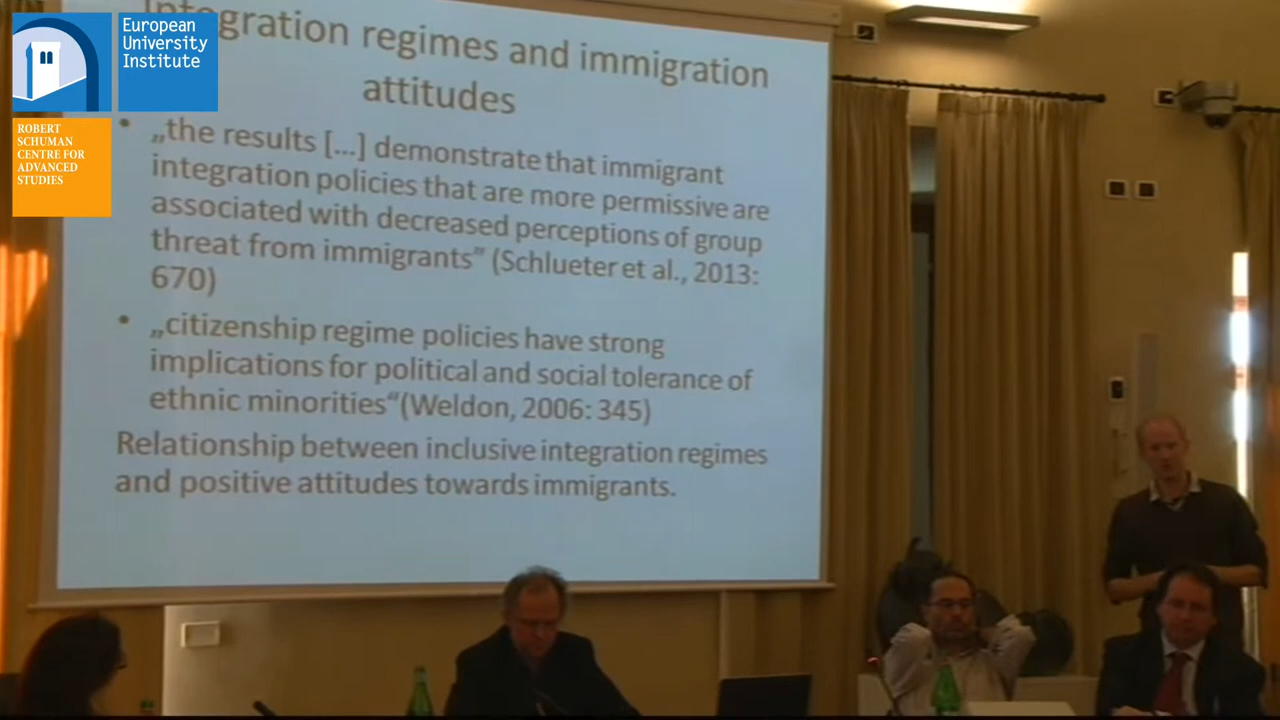 European
University
Institute
ROBERT
SCHUMAN
CENTRE FOR
ADVANCED
STUDIES
Integration regimes and immigration
attitudes
• „the results [...] demonstrate that immigrant
integration policies that are more permissive are
associated with decreased perceptions of group
threat from immigrants" (Schlueter et al., 2013:
670)
• „citizenship regime policies have strong
implications for political and social tolerance of
ethnic minorities“(Weldon, 2006: 345)
Relationship between inclusive integration regimes
and positive attitudes towards immigrants.